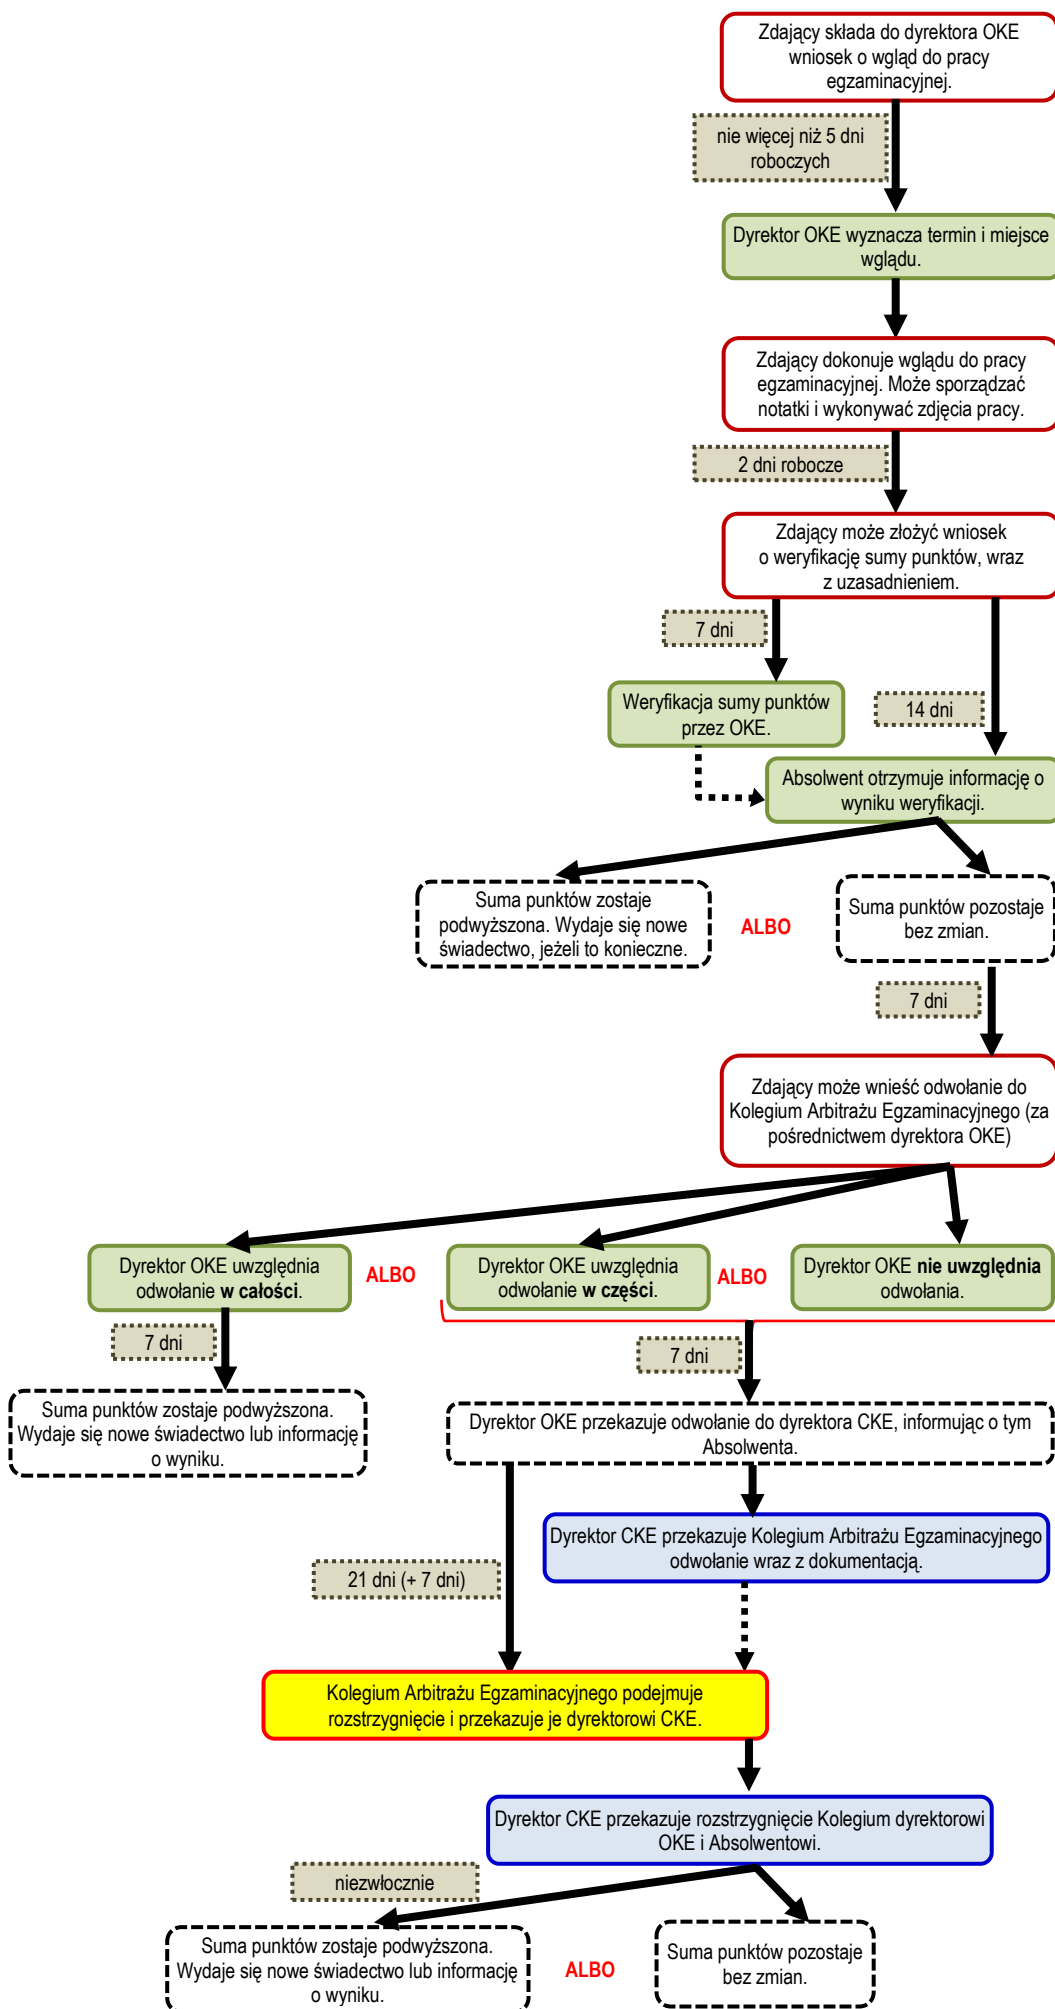 Zdający składa do dyrektora OKE
wniosek o wgląd do pracy
egzaminacyjnej.
nie więcej niż 5 dni
roboczych
Dyrektor OKE wyznacza termin i miejsce
wglądu.
Zdający dokonuje wglądu do pracy
egzaminacyjnej. Może sporządzać
notatki i wykonywać zdjęcia pracy.
2 dni robocze
Zdający może złożyć wniosek
o weryfikację sumy punktów, wraz
z uzasadnieniem.
7 dni
Weryfikacja sumy punktów
przez OKE.
14 dni
Absolwent otrzymuje informację o
wyniku weryfikacji.
Suma punktów zostaje
podwyższona. Wydaje się nowe
świadectwo, jeżeli to konieczne.
ALBO
Suma punktów pozostaje
bez zmian.
7 dni
Zdający może wnieść odwołanie do
Kolegium Arbitrażu Egzaminacyjnego (za
pośrednictwem dyrektora OKE)
Dyrektor OKE uwzględnia
odwołanie w całości.
ALBO
Dyrektor OKE uwzględnia
odwołanie w części.
ALBO
Dyrektor OKE nie uwzględnia
odwołania.
7 dni
7 dni
Suma punktów zostaje podwyższona.
Wydaje się nowe świadectwo lub informację
o wyniku.
Dyrektor OKE przekazuje odwołanie do dyrektora CKE, informując o tym
Absolwenta.
Dyrektor CKE przekazuje Kolegium Arbitrażu Egzaminacyjnego
odwołanie wraz z dokumentacją.
21 dni (+ 7 dni)
Kolegium Arbitrażu Egzaminacyjnego podejmuje
rozstrzygnięcie i przekazuje je dyrektorowi CKE.
Dyrektor CKE przekazuje rozstrzygnięcie Kolegium dyrektorowi
OKE i Absolwentowi.
niezwłocznie
Suma punktów zostaje podwyższona.
Wydaje się nowe świadectwo lub informację
o wyniku.
ALBO
Suma punktów pozostaje
bez zmian.